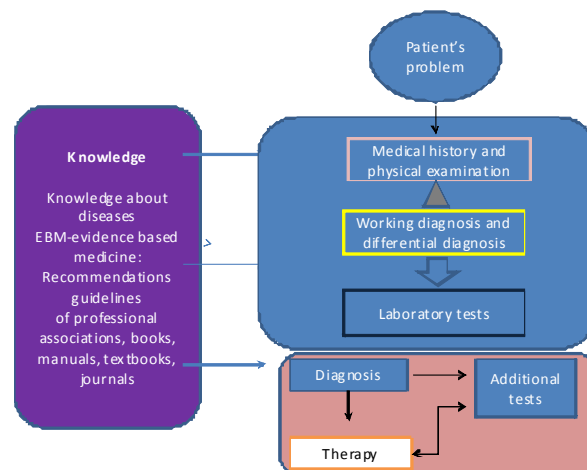 Patient's
problem
Knowledge
Knowledge about
diseases
EBM-evidence based
medicine:
Recommendations
guidelines
of professional
associations, books,
manuals, textbooks,
journals
Medical history and
physical examination
Working diagnosis and
differential diagnosis
Laboratory tests
Diagnosis
Additional
tests
Therapy